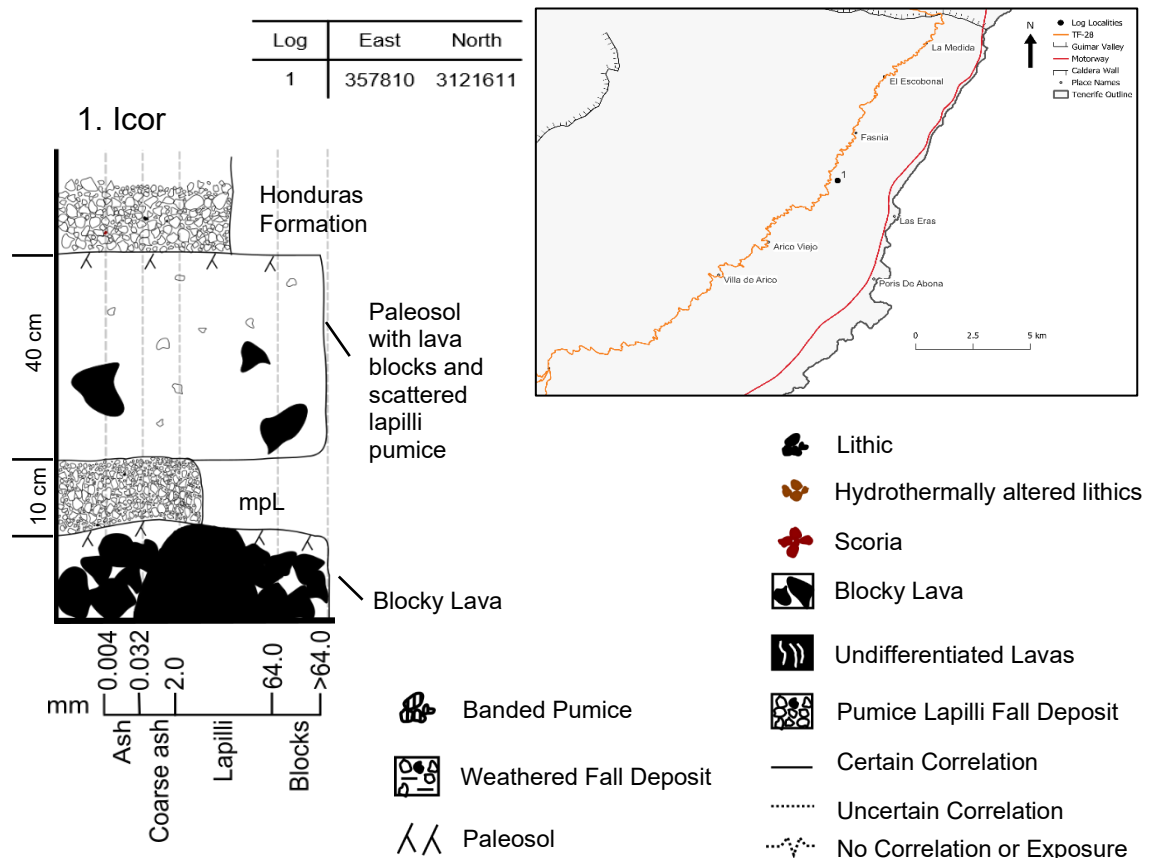 Log East North
1 357810 3121611
1. Icor
Honduras
Formation
40 cm
Paleosol
with lava
blocks and
scattered
lapilli
pumice
10 cm
mpL
Blocky Lava
mm
0.004
0.032
2.0
64.0
>64.0
Ash
Coarse ash
Lapilli
Blocks
N
Log Localities
TF-28
Guimar Valley
Motorway
Caldera Wall
Place Names
Tenerife Outline
La Medida
El Escobonal
Fasnia
1
Las Eras
Arico Viejo
Villa de Arico
Poris De Abona
0 2.5 5 km
Lithic
Hydrothermally altered lithics
Scoria
Blocky Lava
Undifferentiated Lavas
Banded Pumice
Pumice Lapilli Fall Deposit
Weathered Fall Deposit
Certain Correlation
Uncertain Correlation
Paleosol
No Correlation or Exposure